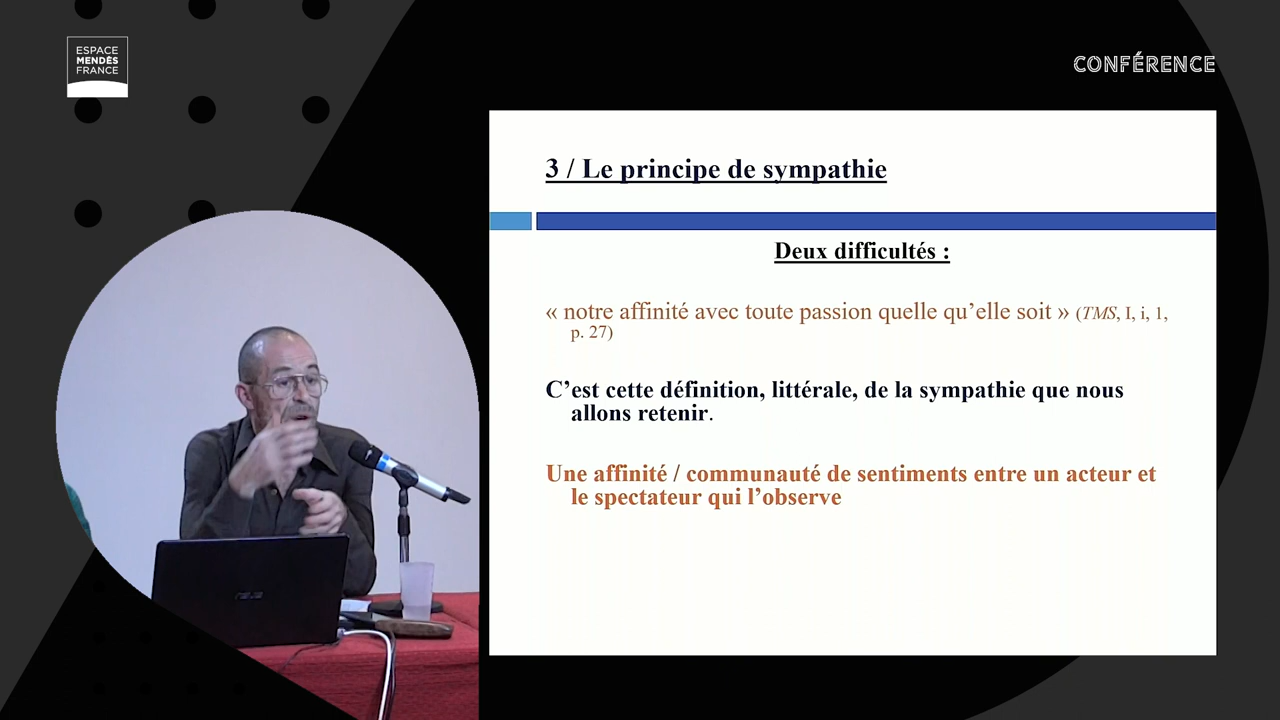 ESPACE
MENDÈS
FRANCE
CONFÉRENCE
3 / Le principe de sympathie
Deux difficultés :
« notre affinité avec toute passion quelle qu’elle soit » (TMS, I, i, 1,
p. 27)
C’est cette définition, littérale, de la sympathie que nous
allons retenir.
Une affinité / communauté de sentiments entre un acteur et
le spectateur qui l’observe
ASUS